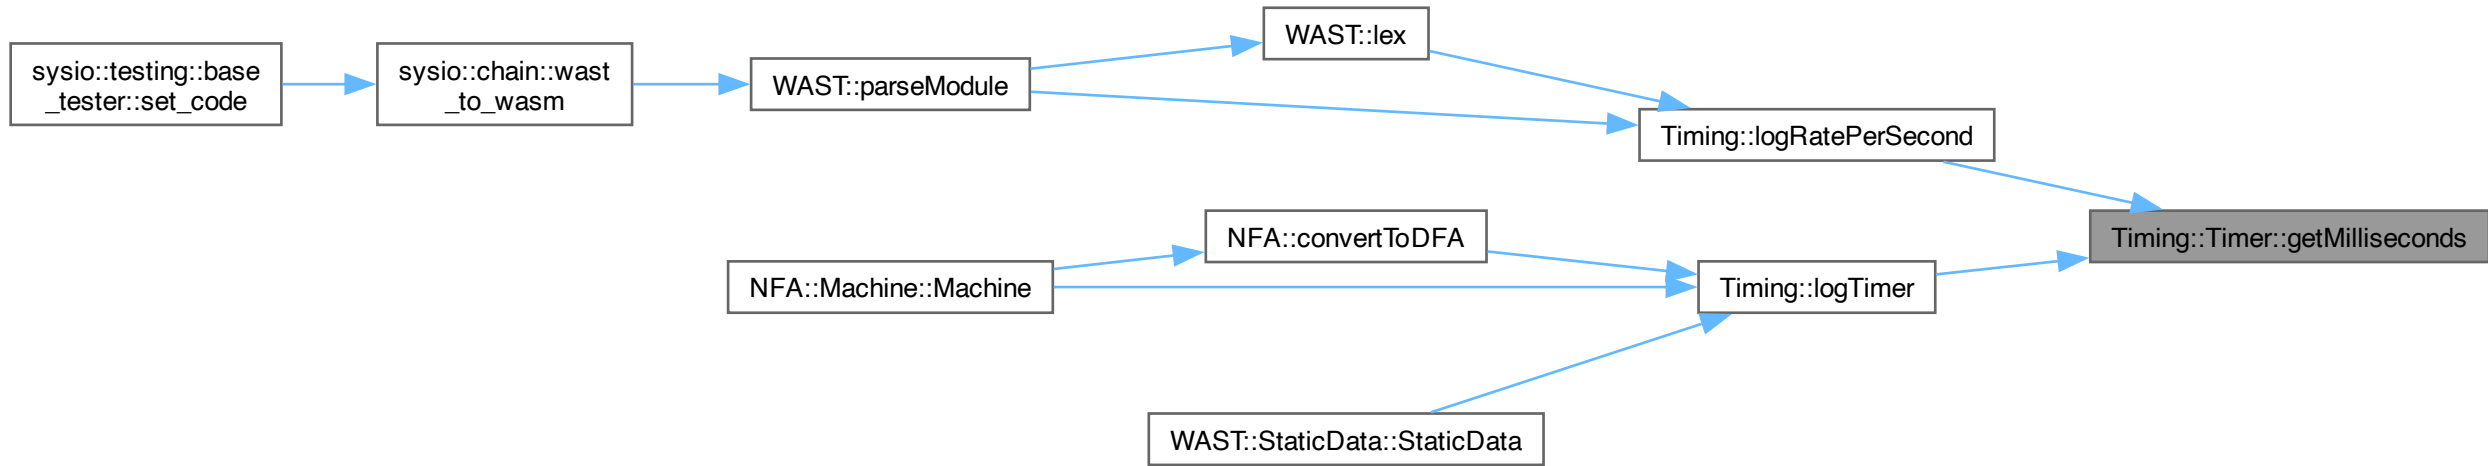 WAST::lex
sysio::testing::base
_tester::set_code
sysio::chain::wast
_to_wasm
WAST::parseModule
Timing::logRatePerSecond
NFA::convertToDFA
Timing::Timer::getMilliseconds
NFA::Machine::Machine
Timing::logTimer
WAST::StaticData::StaticData